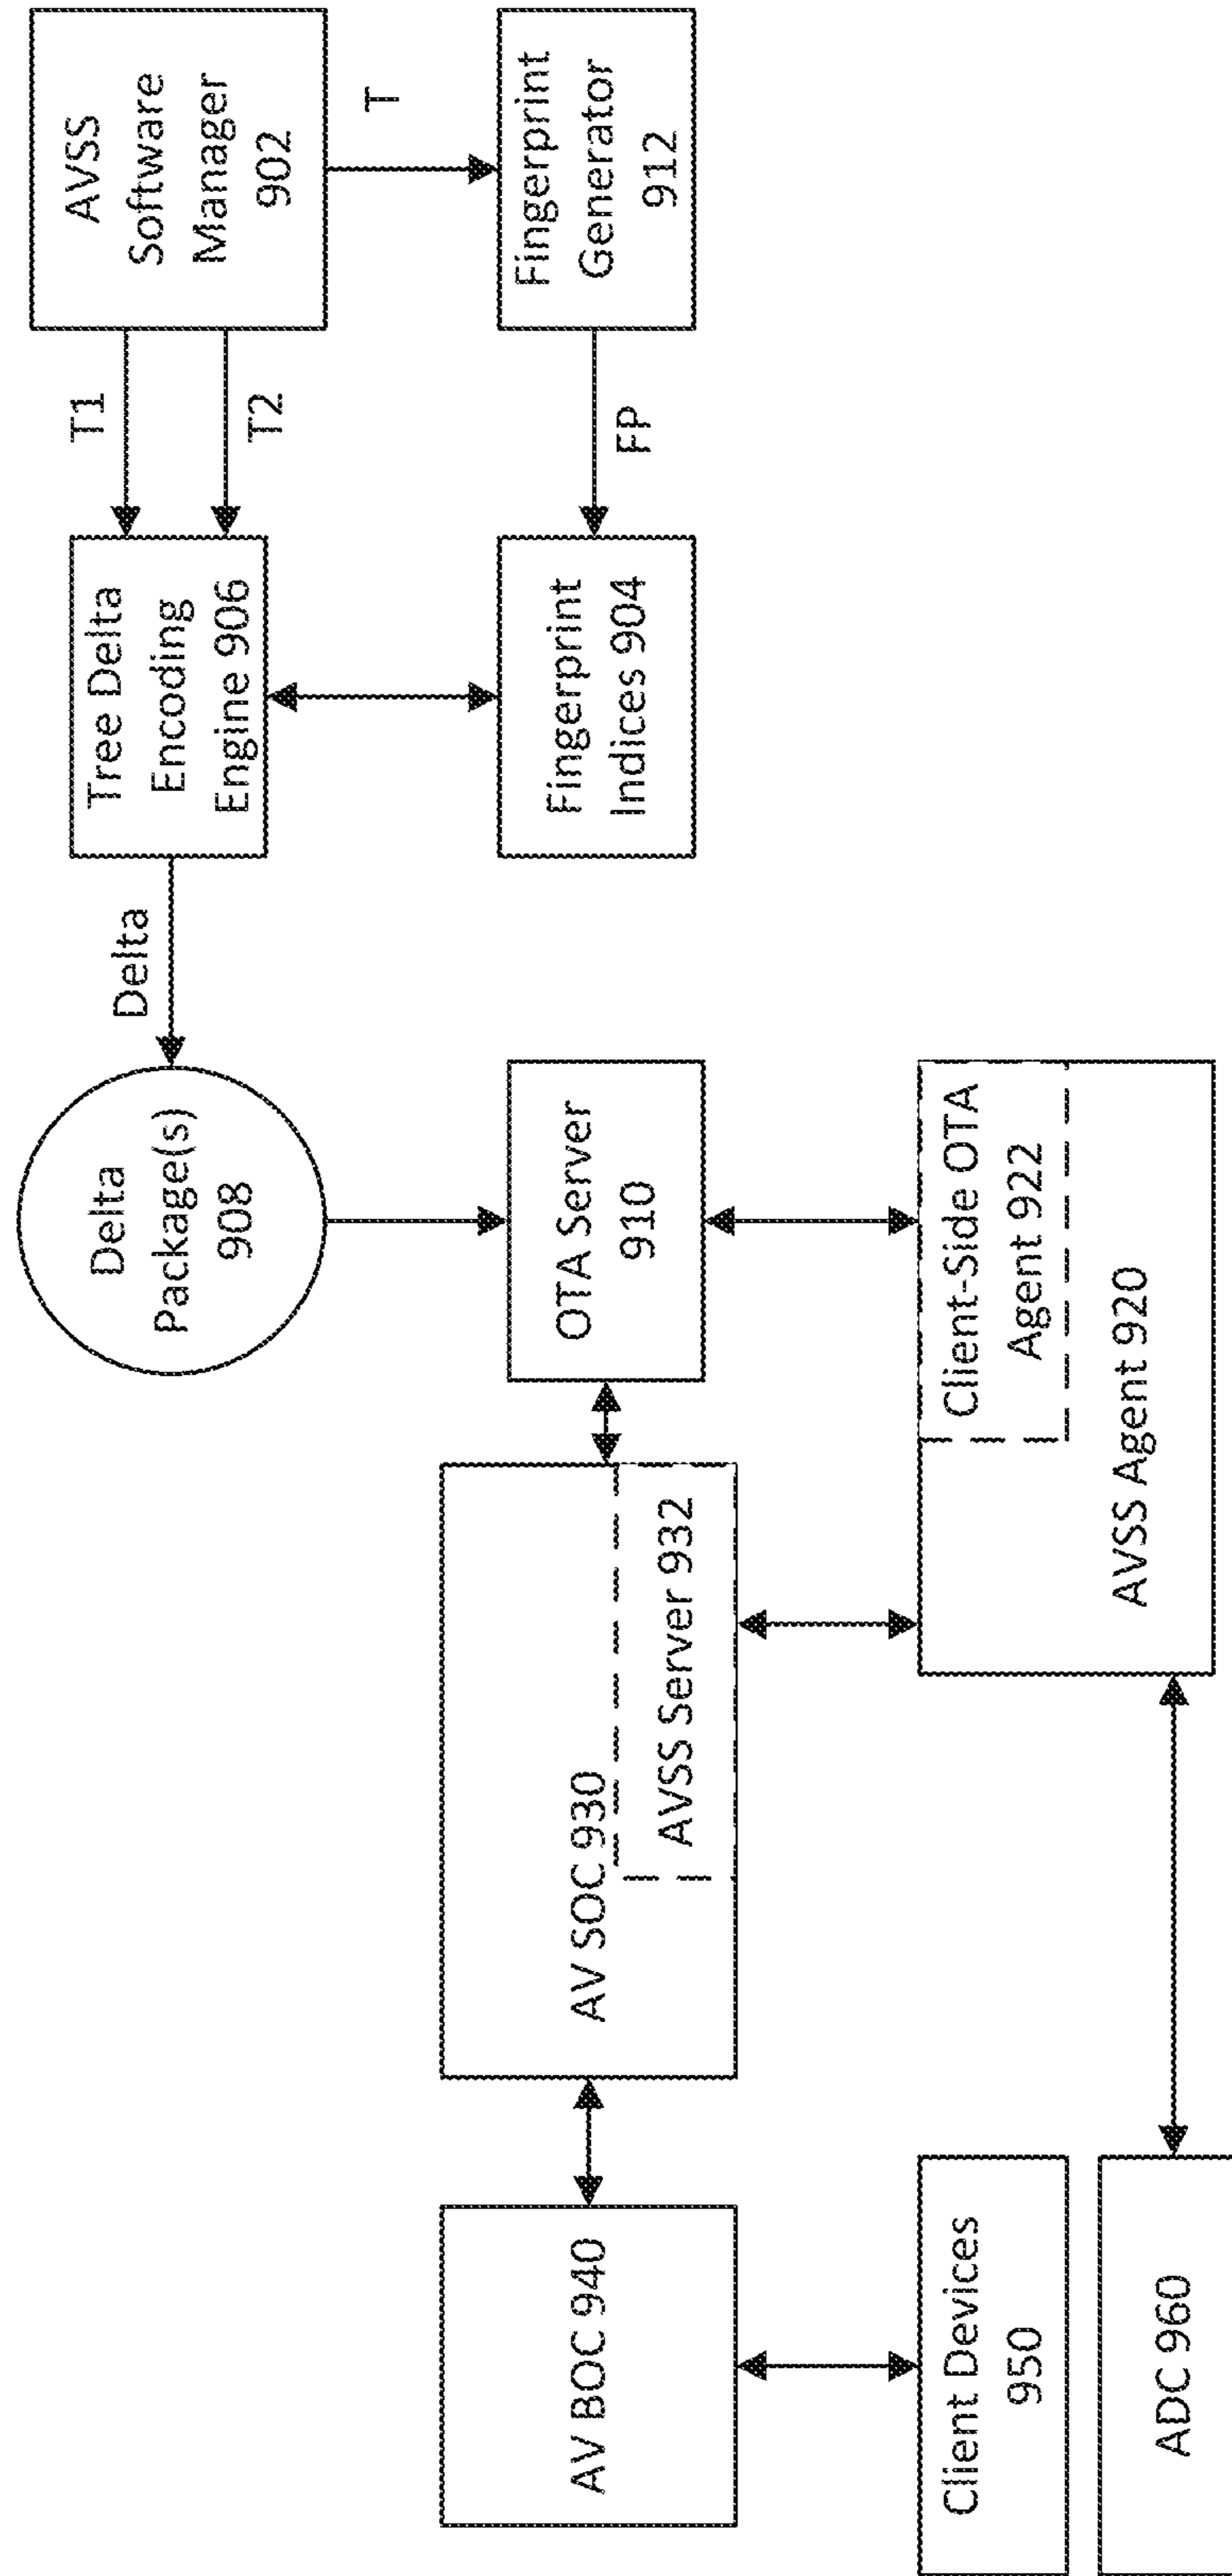 AVSS
Software
Manager
902
T
Fingerprint
Generator
912
T1
T2
FP
Tree Delta
Encoding
Engine 906
Fingerprint
Indices 904
Delta
Delta
Package(s)
908
OTA Server
910
Client-Side OTA
Agent 922
AVSS Agent 920
AV SOC 930
AVSS Server 932
AV BOC 940
Client Devices
950
ADC 960